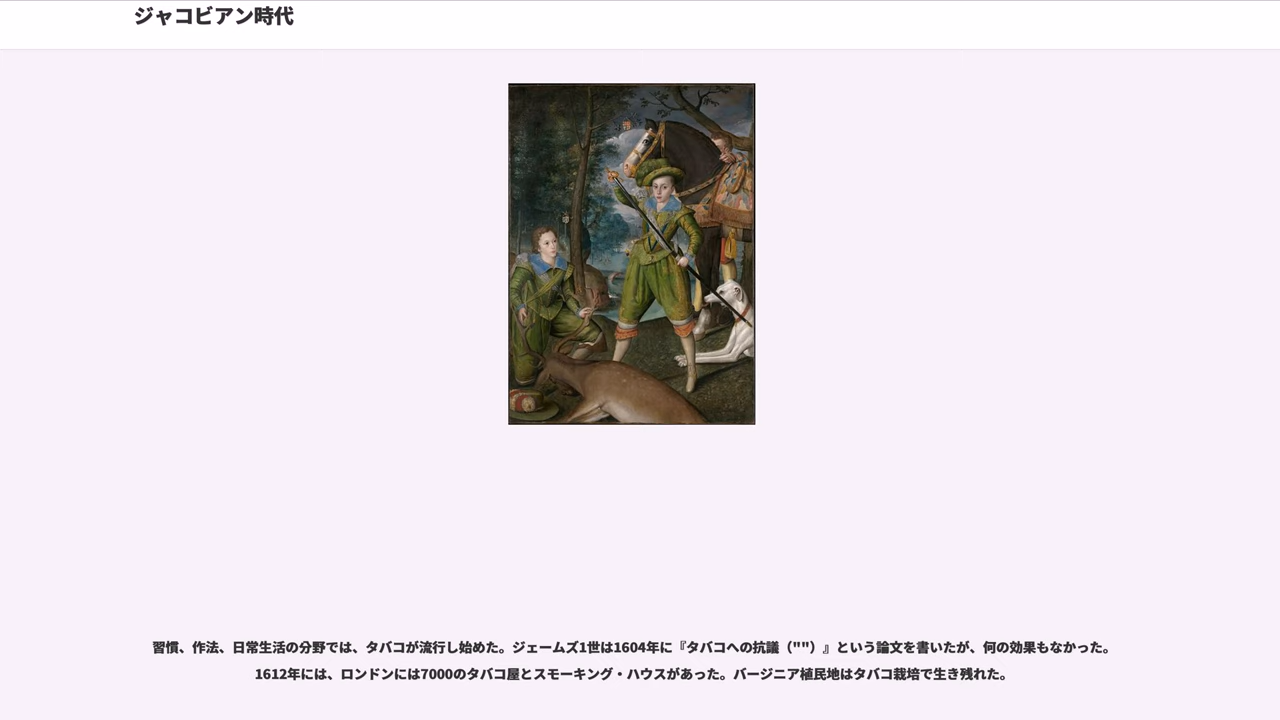 ジャコビアン時代
習慣、作法、日常生活の分野では、タバコが流行し始めた。ジェームズ1世は1604年に『タバコへの抗議（""）』という論文を書いたが、何の効果もなかった。
1612年には、ロンドンには7000のタバコ屋とスモーキング・ハウスがあった。バージニア植民地はタバコ栽培で生き残れた。